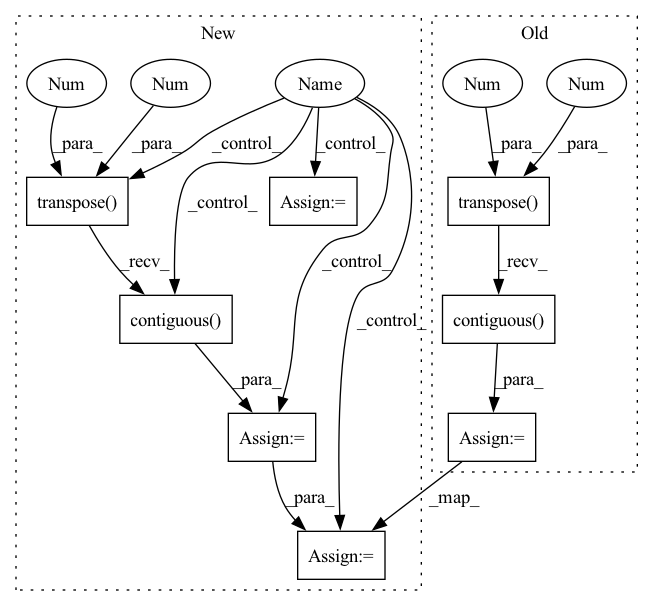 New
Old
Num
Num
Name
Num
Num
_para_
_para_
_control_
_control_
_para_
_para_
transpose()
_control_
Assign:=
transpose()
_recv_
_control_
_recv_
contiguous()
_control_
contiguous()
_para_
_para_
Assign:=
Assign:=
_para_
_map_
Assign:=